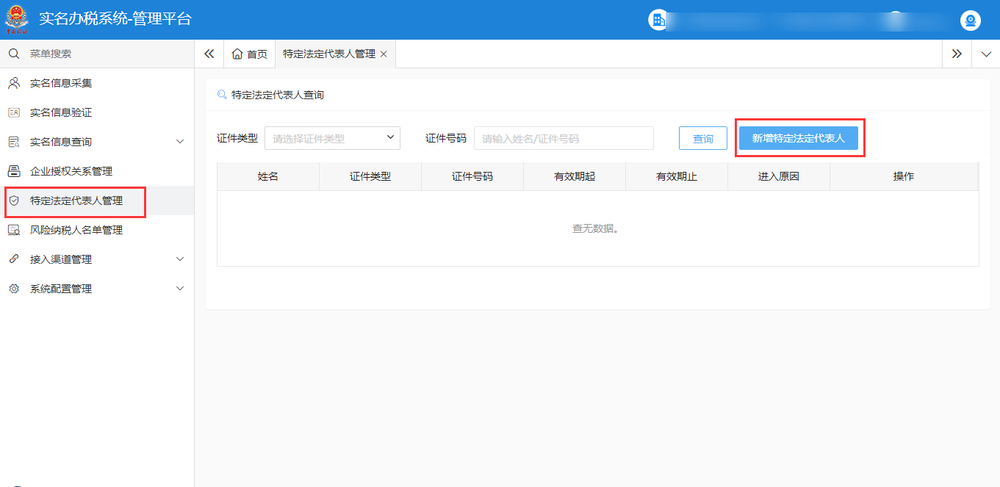 实名办税系统-管理平台
菜单搜索
首页
特定法定代表人管理
实名信息采集
实名信息验证
实名信息查询
企业授权关系管理
特定法定代表人管理
风险纳税人名单管理
接入渠道管理
系统配置管理
特定法定代表人查询
证件类型 请选择证件类型 证件号码 请输入姓名/证件号码 查询 新增特定法定代表人
姓名 证件类型 证件号码 有效期起 有效期止 进入原因 操作
查无数据。